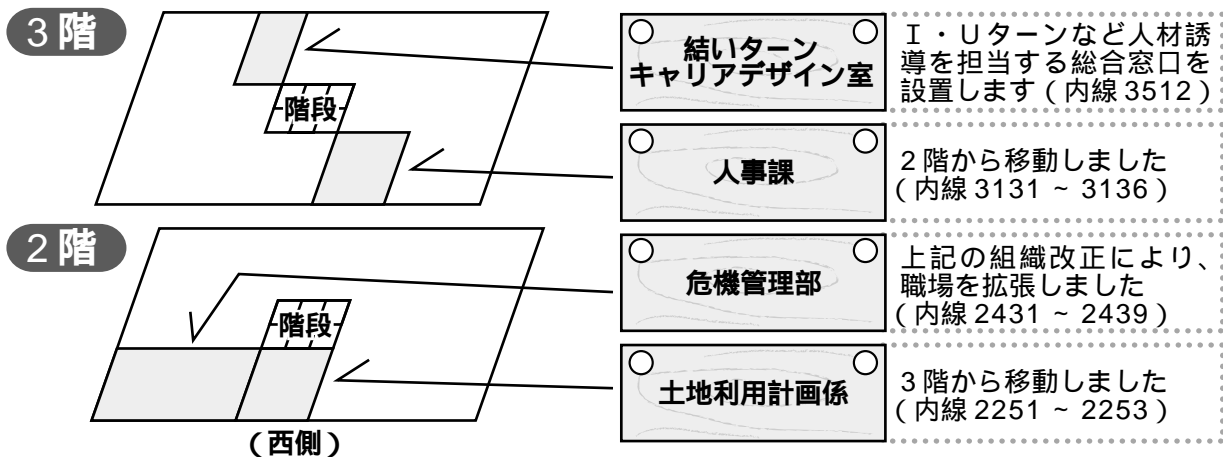 3階
階段
結いターン
キャリアデザイン室
Ｉ・Ｕターンなど人材誘
導を担当する総合窓口を
設置します（内線3512）
人事課
2階から移動しました
（内線3131 ~ 3136）
2階
階段
（西側）
危機管理部
上記の組織改正により、
職場を拡張しました
（内線2431 ~ 2439）
土地利用計画係
3階から移動しました
（内線2251 ~ 2253）